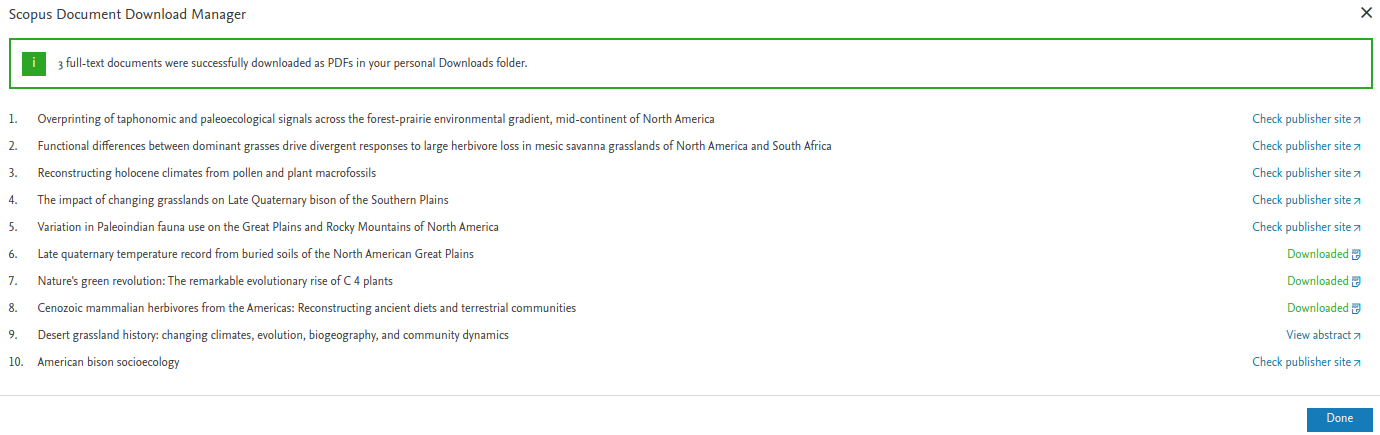 Scopus Document Download Manager
i 3 full-text documents were successfully downloaded as PDFs in your personal Downloads folder.
1. Overprinting of taphonomic and paleoecological signals across the forest-prairie environmental gradient, mid-continent of North America Check publisher site
2. Functional differences between dominant grasses drive divergent responses to large herbivore loss in mesic savanna grasslands of North America and South Africa Check publisher site
3. Reconstructing holocene climates from pollen and plant macrofossils Check publisher site
4. The impact of changing grasslands on Late Quaternary bison of the Southern Plains Check publisher site
5. Variation in Paleoindian fauna use on the Great Plains and Rocky Mountains of North America Check publisher site
6. Late quaternary temperature record from buried soils of the North American Great Plains Downloaded
7. Nature's green revolution: The remarkable evolutionary rise of C 4 plants Downloaded
8. Cenozoic mammalian herbivores from the Americas: Reconstructing ancient diets and terrestrial communities Downloaded
9. Desert grassland history: changing climates, evolution, biogeography, and community dynamics View abstract
10. American bison socioecology Check publisher site
Done